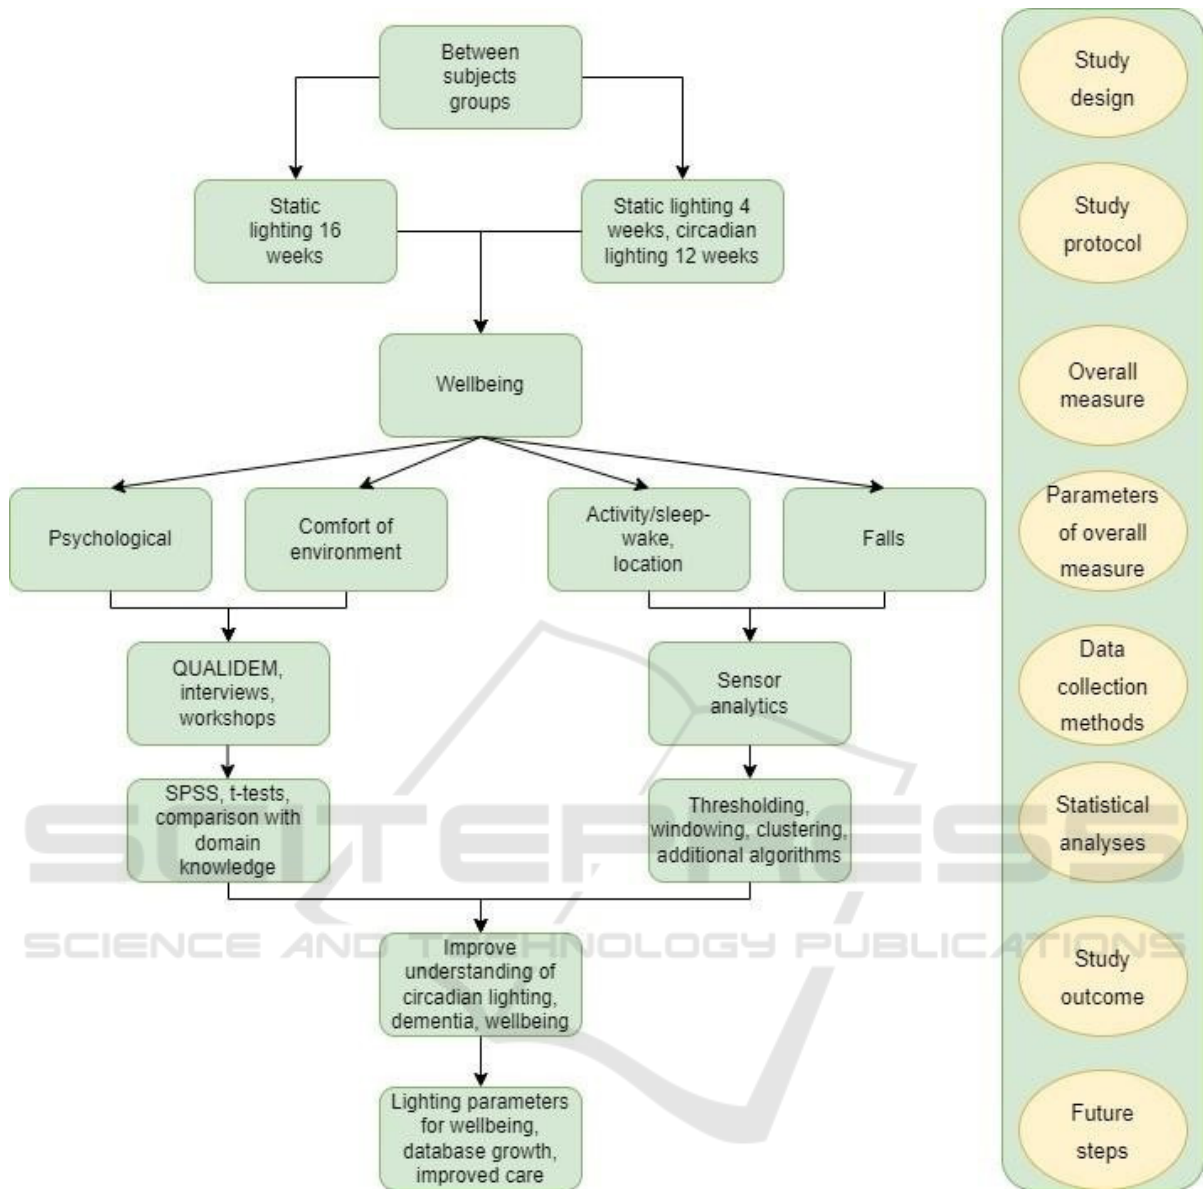 Between
subjects
groups
Static
lighting 16
weeks
Static lighting 4
weeks, circadian
lighting 12 weeks
Wellbeing
Psychological
Comfort of
environment
Activity/sleep-
wake,
location
Falls
QUALIDEM,
interviews,
workshops
Sensor
analytics
SPSS, t-tests,
comparison with
domain
knowledge
Thresholding,
windowing, clustering,
additional algorithms
Improve
understanding of
circadian lighting,
dementia, wellbeing
Lighting parameters
for wellbeing,
database growth,
improved care
Study
design
Study
protocol
Overall
measure
Parameters
of overall
measure
Data
collection
methods
Statistical
analyses
Study
outcome
Future
steps
SCITEPRESS
SCIENCE AND TECHNOLOGY PUBLICATIONS